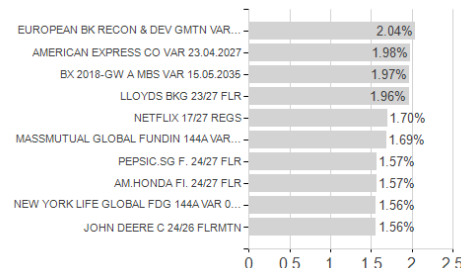 EUROPEAN BK RECON & DEV GMTN VAR... 2.04%
AMERICAN EXPRESS CO VAR 23.04.2027 1.98%
BX 2018-GW A MBS VAR 15.05.2035 1.97%
LLOYDS BKG 23/27 FLR 1.96%
NETFLIX 17/27 REGS 1.70%
MASSMUTUAL GLOBAL FUNDIN 144A VAR... 1.69%
PEPSIC.SG F. 24/27 FLR 1.57%
AM.HONDA FI. 24/27 FLR 1.57%
NEW YORK LIFE GLOBAL FDG 144A VAR 0... 1.56%
JOHN DEERE C 24/26 FLRMTN 1.56%
0 0.5 1 1.5 2 2.5